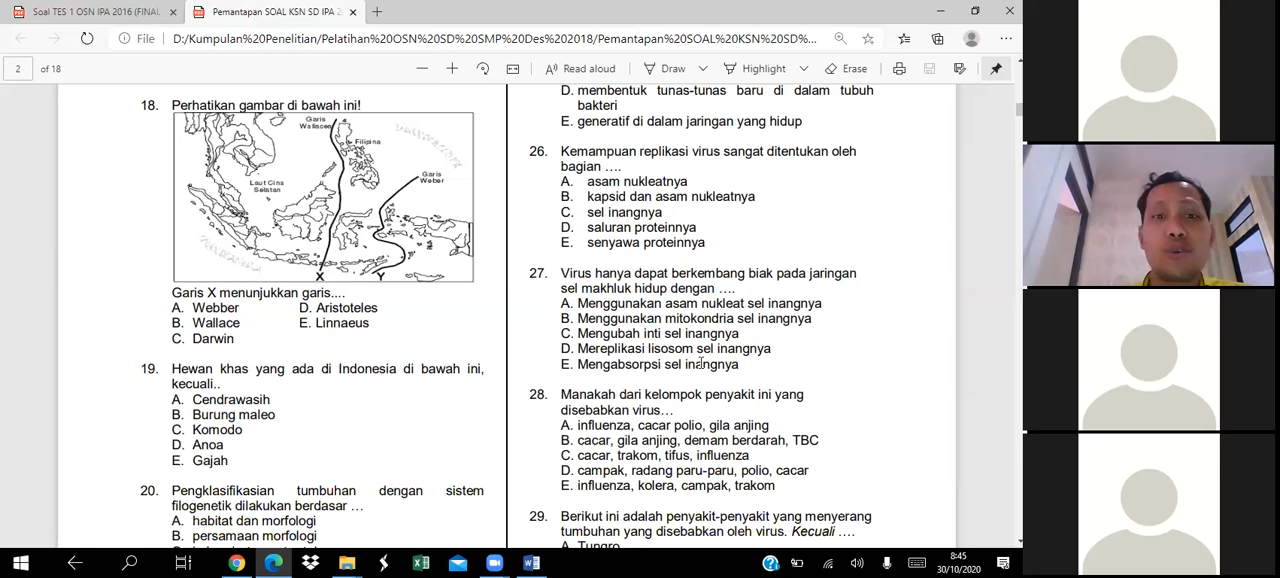 Soal TES 1 OSN IPA 2016 (FINAL
Pemantapan SOAL KSN SD IPA 2
File
D:/Kumpulan%20Penelitian/Pelatihan%20OSN%20SD%20SMP%20Des%202018/Pemantapan%20SOAL%20KSN%20SD%...
2 of 18
Read aloud
Draw
Highlight
Erase
18. Perhatikan gambar di bawah ini!
Garis
Wallacea
Filipina
Garis
Weber
Laut Cina
Selatan
X Y
Garis X menunjukkan garis....
A. Webber D. Aristoteles
B. Wallace E. Linnaeus
C. Darwin
19. Hewan khas yang ada di Indonesia di bawah ini,
kecuali..
A. Cendrawasih
B. Burung maleo
C. Komodo
D. Anoa
E. Gajah
20. Pengklasifikasian tumbuhan dengan sistem
filogenetik dilakukan berdasar …
A. habitat dan morfologi
B. persamaan morfologi
D. membentuk tunas-tunas baru di dalam tubuh
bakteri
E. generatif di dalam jaringan yang hidup
26. Kemampuan replikasi virus sangat ditentukan oleh
bagian ….
A. asam nukleatnya
B. kapsid dan asam nukleatnya
C. sel inangnya
D. saluran proteinnya
E. senyawa proteinnya
27. Virus hanya dapat berkembang biak pada jaringan
sel makhluk hidup dengan ….
A. Menggunakan asam nukleat sel inangnya
B. Menggunakan mitokondria sel inangnya
C. Mengubah inti sel inangnya
D. Mereplikasi lisosom sel inangnya
E. Mengabsorpsi sel inangnya
28. Manakah dari kelompok penyakit ini yang
disebabkan virus…
A. influenza, cacar polio, gila anjing
B. cacar, gila anjing, demam berdarah, TBC
C. cacar, trakom, tifus, influenza
D. campak, radang paru-paru, polio, cacar
E. influenza, kolera, campak, trakom
29. Berikut ini adalah penyakit-penyakit yang menyerang
tumbuhan yang disebabkan oleh virus. Kecuali ….
A. Tungro
8:45
30/10/2020